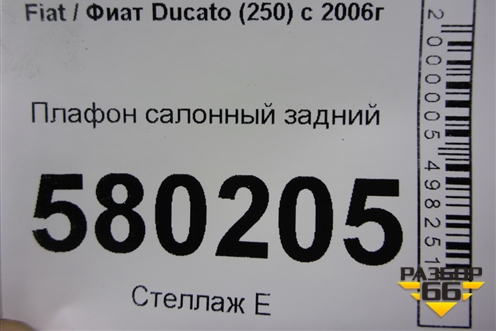 Fiat / Фиат Ducato (250) с 2006г
Плафон салонный задний
580205
Стеллаж Е
2000005498251
РАЗБОР
66